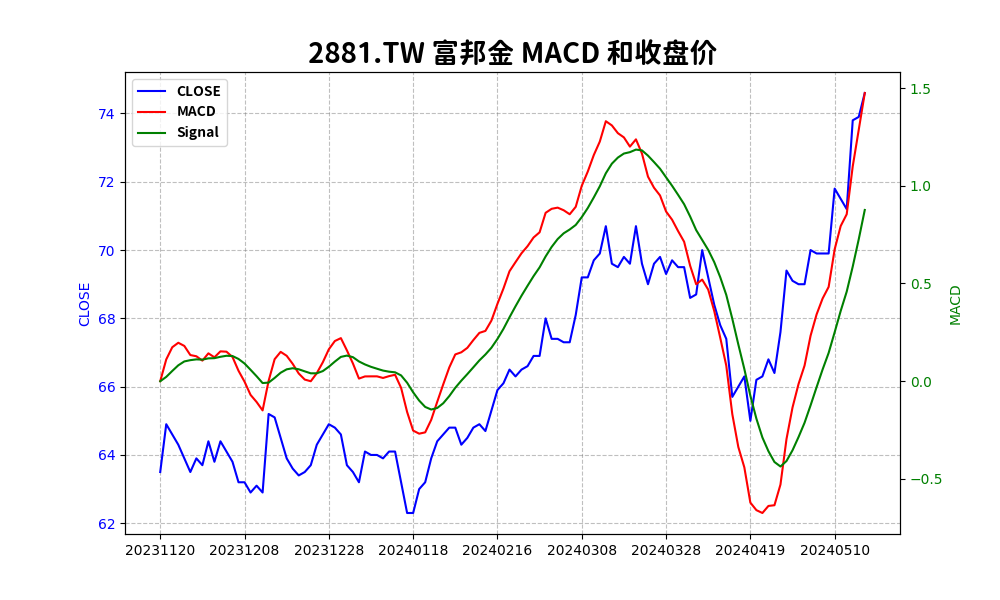 2881.TW 富邦金 MACD 和收盘价
CLOSE
MACD
Signal
74
72
70
68
66
64
62
CLOSE
1.5
1.0
0.5
0.0
−0.5
MACD
20231120 20231208 20231228 20240118 20240216 20240308 20240328 20240419 20240510